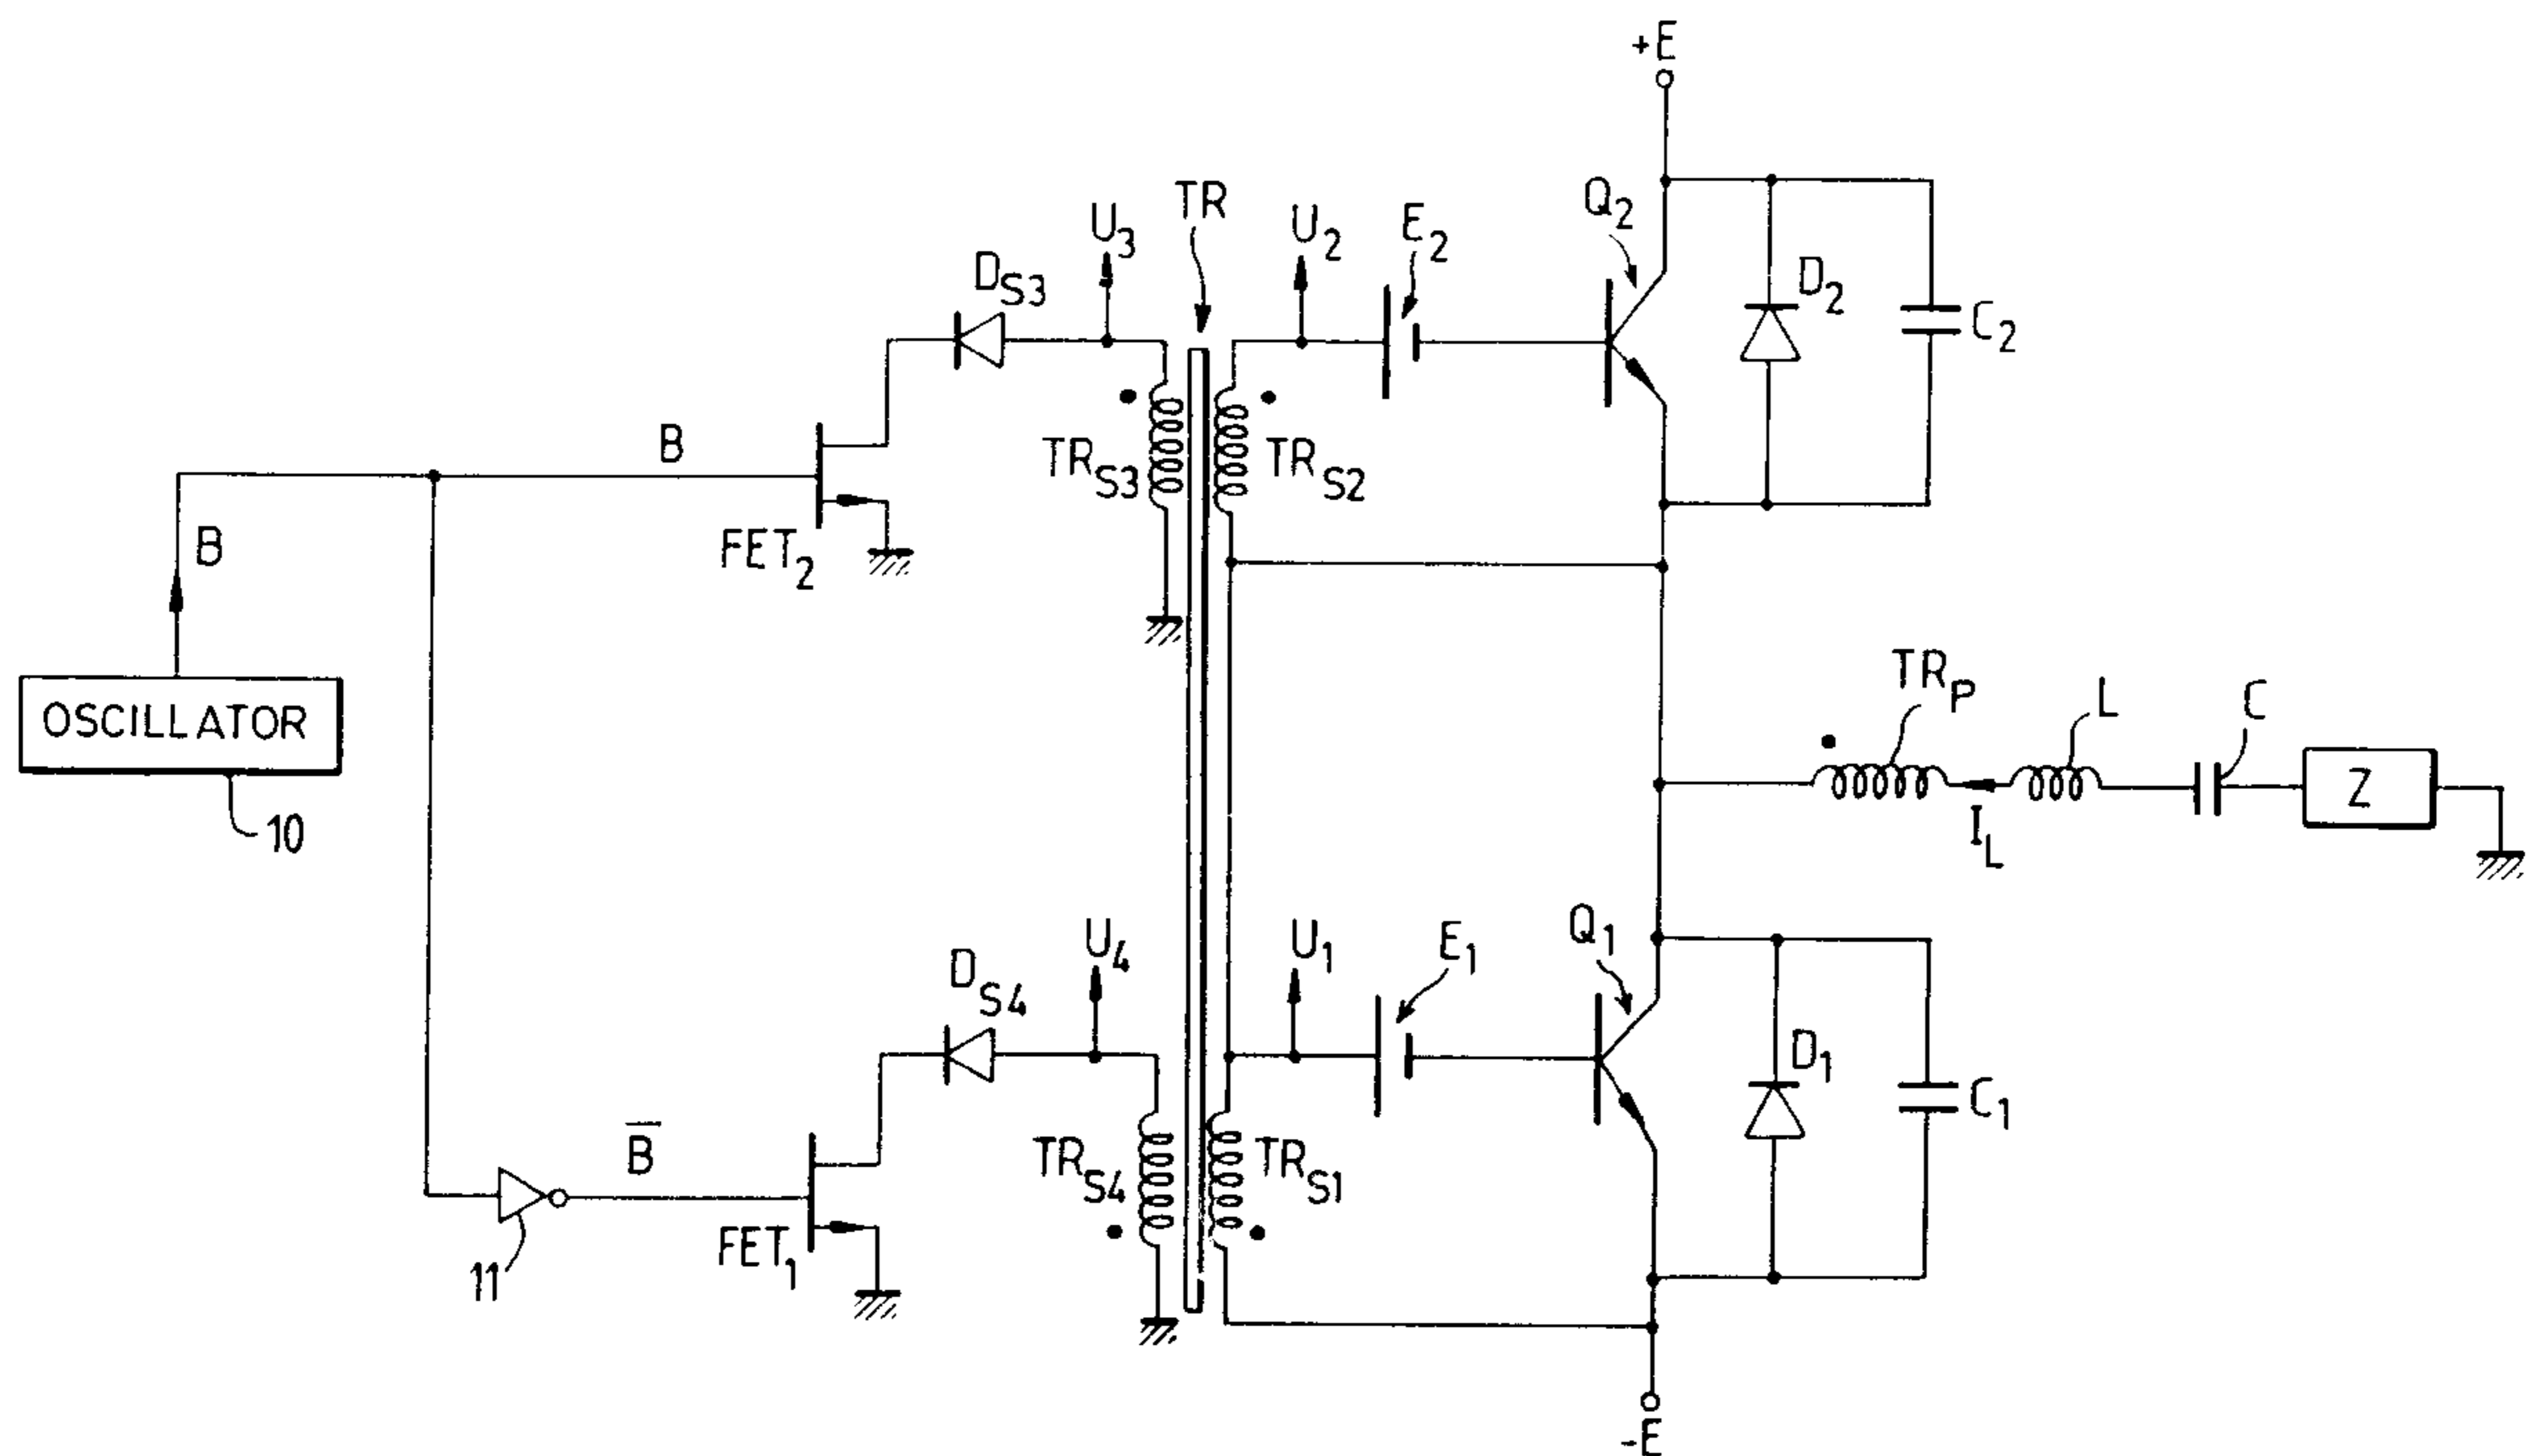 +E
Q2
D2
C2
TR
U3
U2
E2
DS3
B
TRS3
TRS2
FET2
B
OSCILLATOR
10
TRP
L
C
Z
IL
U4
U1
E1
Q1
DS4
D1
C1
B̅
TRS4
TRS1
FET1
11
-E